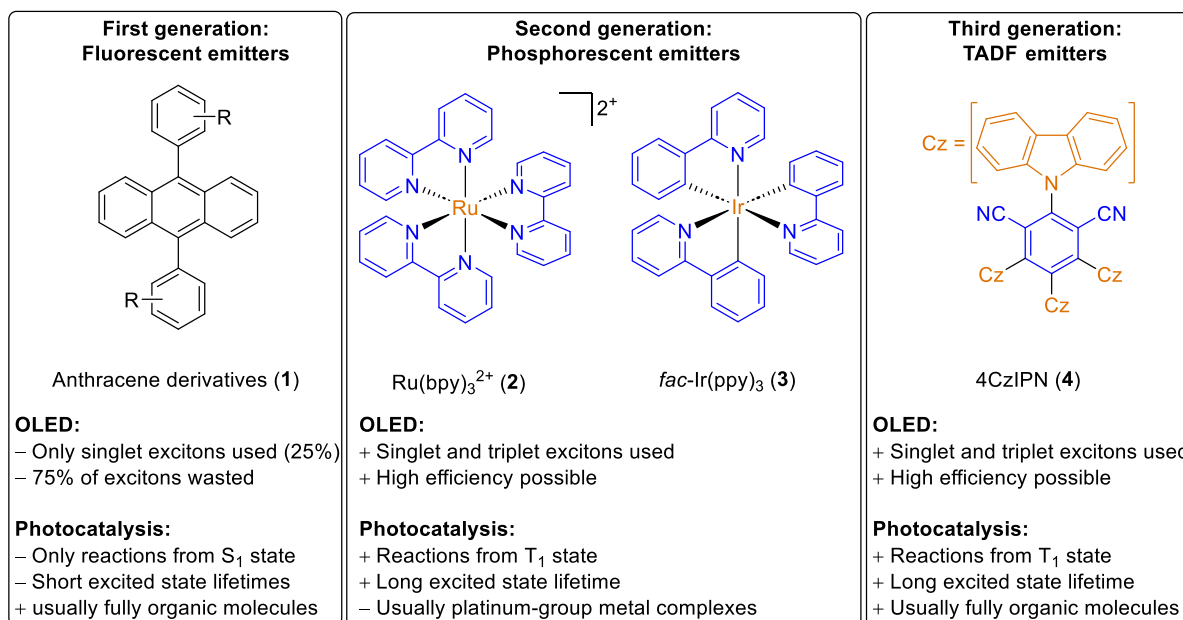 First generation:
Fluorescent emitters
R
R
Anthracene derivatives (1)
OLED:
– Only singlet excitons used (25%)
– 75% of excitons wasted
Photocatalysis:
– Only reactions from S₁ state
– Short excited state lifetimes
+ usually fully organic molecules
Second generation:
Phosphorescent emitters
2⁺
N
N
N
N
N
N
Ru
N
N
N
Ir
Ru(bpy)₃²⁺ (2)
fac-Ir(ppy)₃ (3)
OLED:
+ Singlet and triplet excitons used
+ High efficiency possible
Photocatalysis:
+ Reactions from T₁ state
+ Long excited state lifetime
– Usually platinum-group metal complexes
Third generation:
TADF emitters
Cz =
N
NC
CN
Cz
Cz
Cz
4CzIPN (4)
OLED:
+ Singlet and triplet excitons used
+ High efficiency possible
Photocatalysis:
+ Reactions from T₁ state
+ Long excited state lifetime
+ Usually fully organic molecules